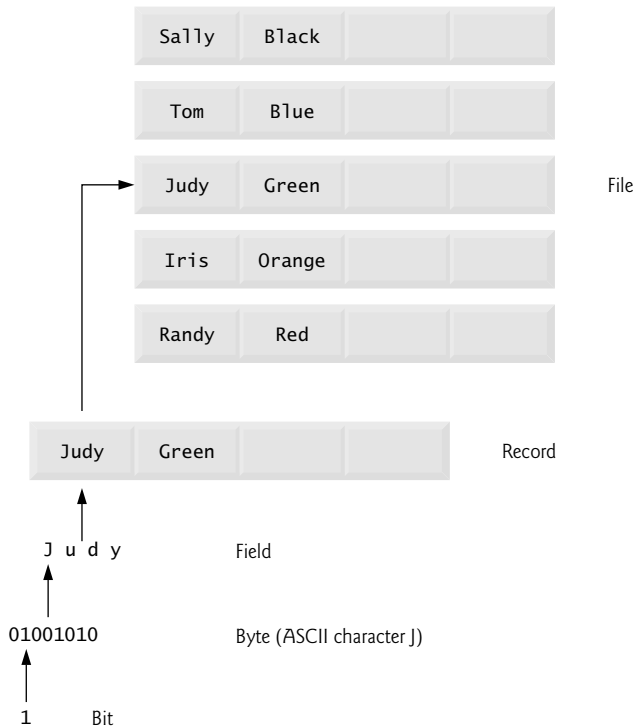 Sally Black
Tom Blue
Judy Green File
Iris Orange
Randy Red
Judy Green Record
J u d y Field
01001010 Byte (ASCII character J)
1 Bit